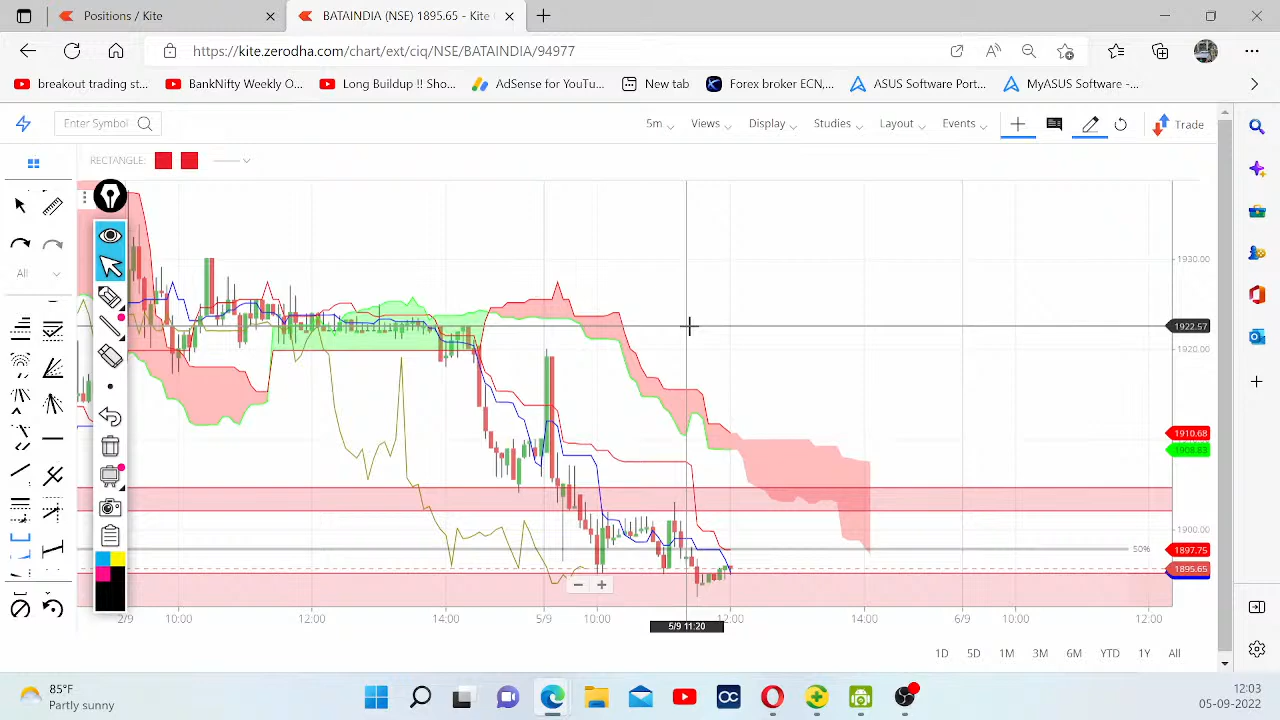 Positions / Kite
BATAINDIA (NSE) 1895.65 - Kite
https://kite.zerodha.com/chart/ext/ciq/NSE/BATAINDIA/94977
breakout trading st...
BankNifty Weekly O...
Long Buildup !! Sho...
AdSense for YouTu...
New tab
Forex broker ECN,...
ASUS Software Port...
MyASUS Software -...
Enter Symbol
5m
Views
Display
Studies
Layout
Events
Trade
RECTANGLE:
All
1930.00
1922.57
1920.00
1910.68
1908.83
1900.00
50%
1897.75
1895.65
2/9
10:00
12:00
14:00
5/9
10:00
12:00
14:00
6/9
10:00
12:00
5/9 11:20
1D
5D
1M
3M
6M
YTD
1Y
All
85°F
Partly sunny
12:03
05-09-2022